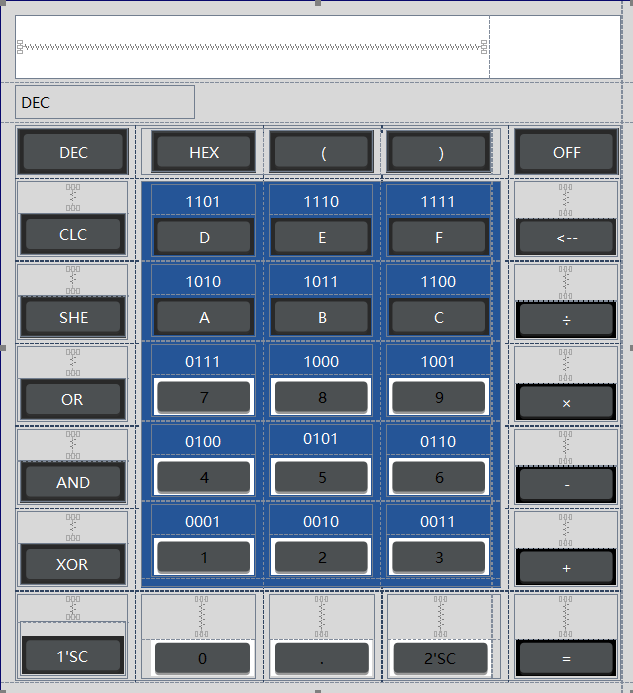 DEC
DEC HEX ( ) OFF
1101 1110 1111
CLC D E F <--
1010 1011 1100
SHE A B C ÷
0111 1000 1001
OR 7 8 9 ×
0100 0101 0110
AND 4 5 6 -
0001 0010 0011
XOR 1 2 3 +
1'SC 0 . 2'SC =